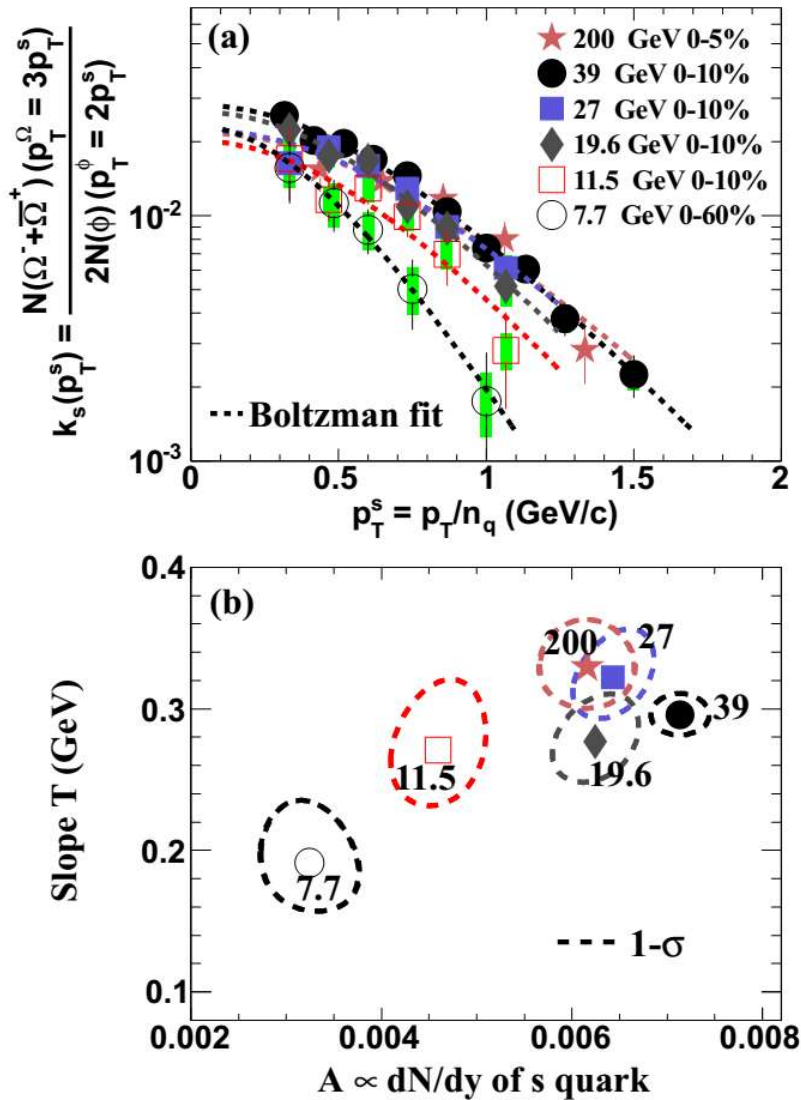 (a)
200 GeV 0-5%
39 GeV 0-10%
27 GeV 0-10%
19.6 GeV 0-10%
11.5 GeV 0-10%
7.7 GeV 0-60%
k_s(p_T^s) = N(Ω⁻+Ω̅⁺)(p_T^Ω = 3p_T^s) / 2N(ϕ)(p_T^ϕ = 2p_T^s)
10⁻²
10⁻³
Boltzman fit
0 0.5 1 1.5 2
p_T^s = p_T/n_q (GeV/c)
(b)
0.4
0.3
0.2
0.1
Slope T (GeV)
200
27
39
19.6
11.5
7.7
1-σ
0.002 0.004 0.006 0.008
A ∝ dN/dy of s quark